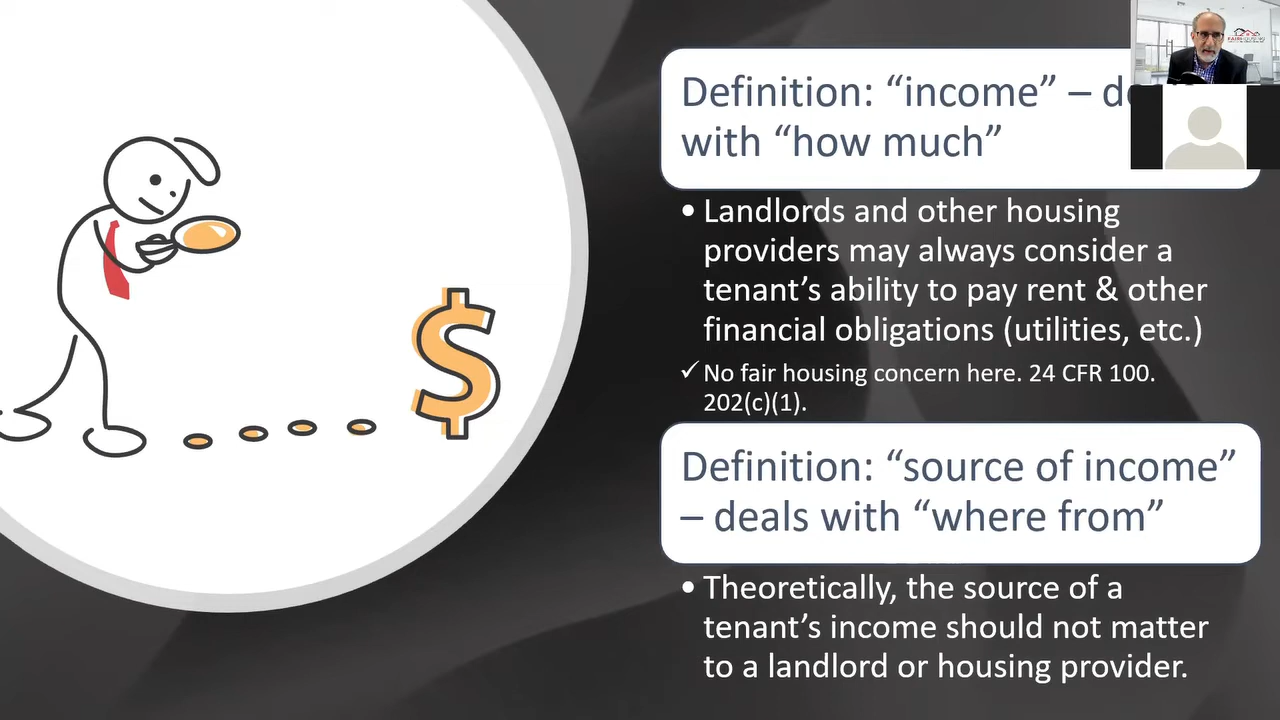 Definition: “income” – 
with “how much”
• Landlords and other housing
providers may always consider a
tenant’s ability to pay rent & other
financial obligations (utilities, etc.)
✓ No fair housing concern here. 24 CFR 100.
202(c)(1).
Definition: “source of income”
– deals with “where from”
• Theoretically, the source of a
tenant’s income should not matter
to a landlord or housing provider.
$